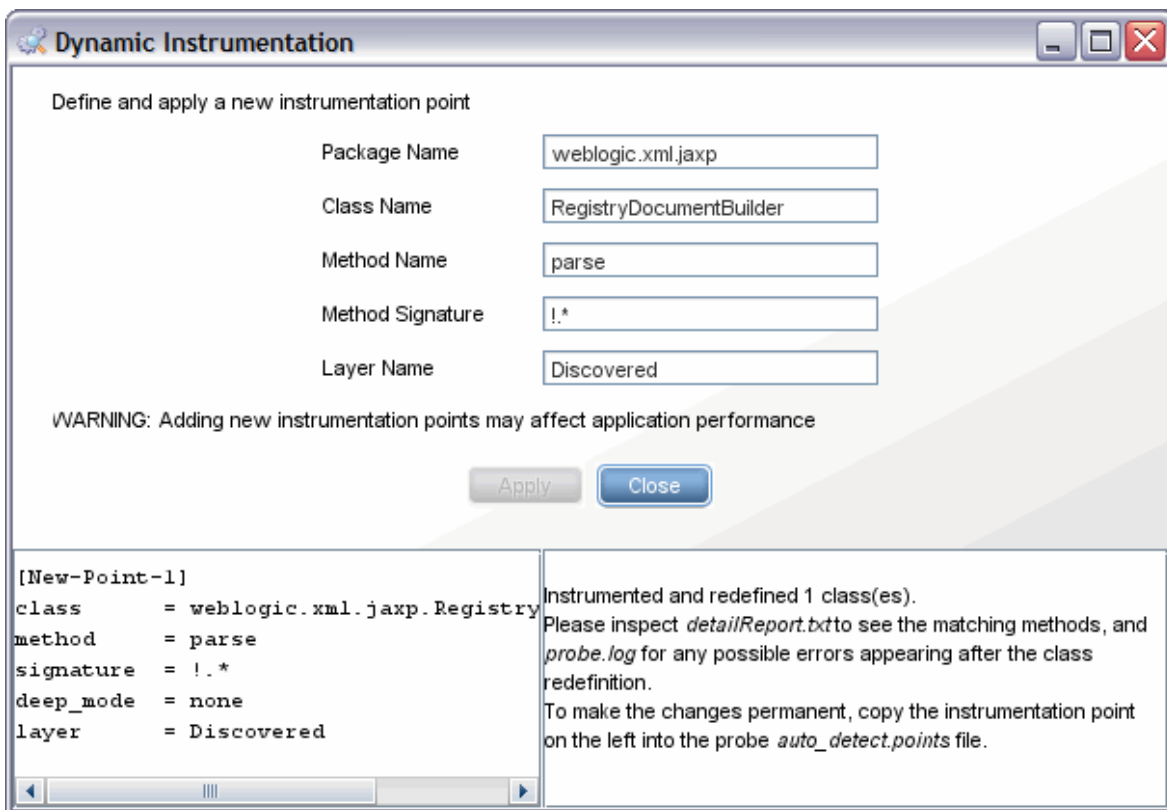 Dynamic Instrumentation
Define and apply a new instrumentation point
Package Name weblogic.xml.jaxp
Class Name RegistryDocumentBuilder
Method Name parse
Method Signature !.*
Layer Name Discovered
WARNING: Adding new instrumentation points may affect application performance
Apply Close
[New-Point-1]
class = weblogic.xml.jaxp.Registry
method = parse
signature = !.*
deep_mode = none
layer = Discovered
Instrumented and redefined 1 class(es).
Please inspect detailReport.txt to see the matching methods, and
probe.log for any possible errors appearing after the class
redefinition.
To make the changes permanent, copy the instrumentation point
on the left into the probe auto_detect.points file.